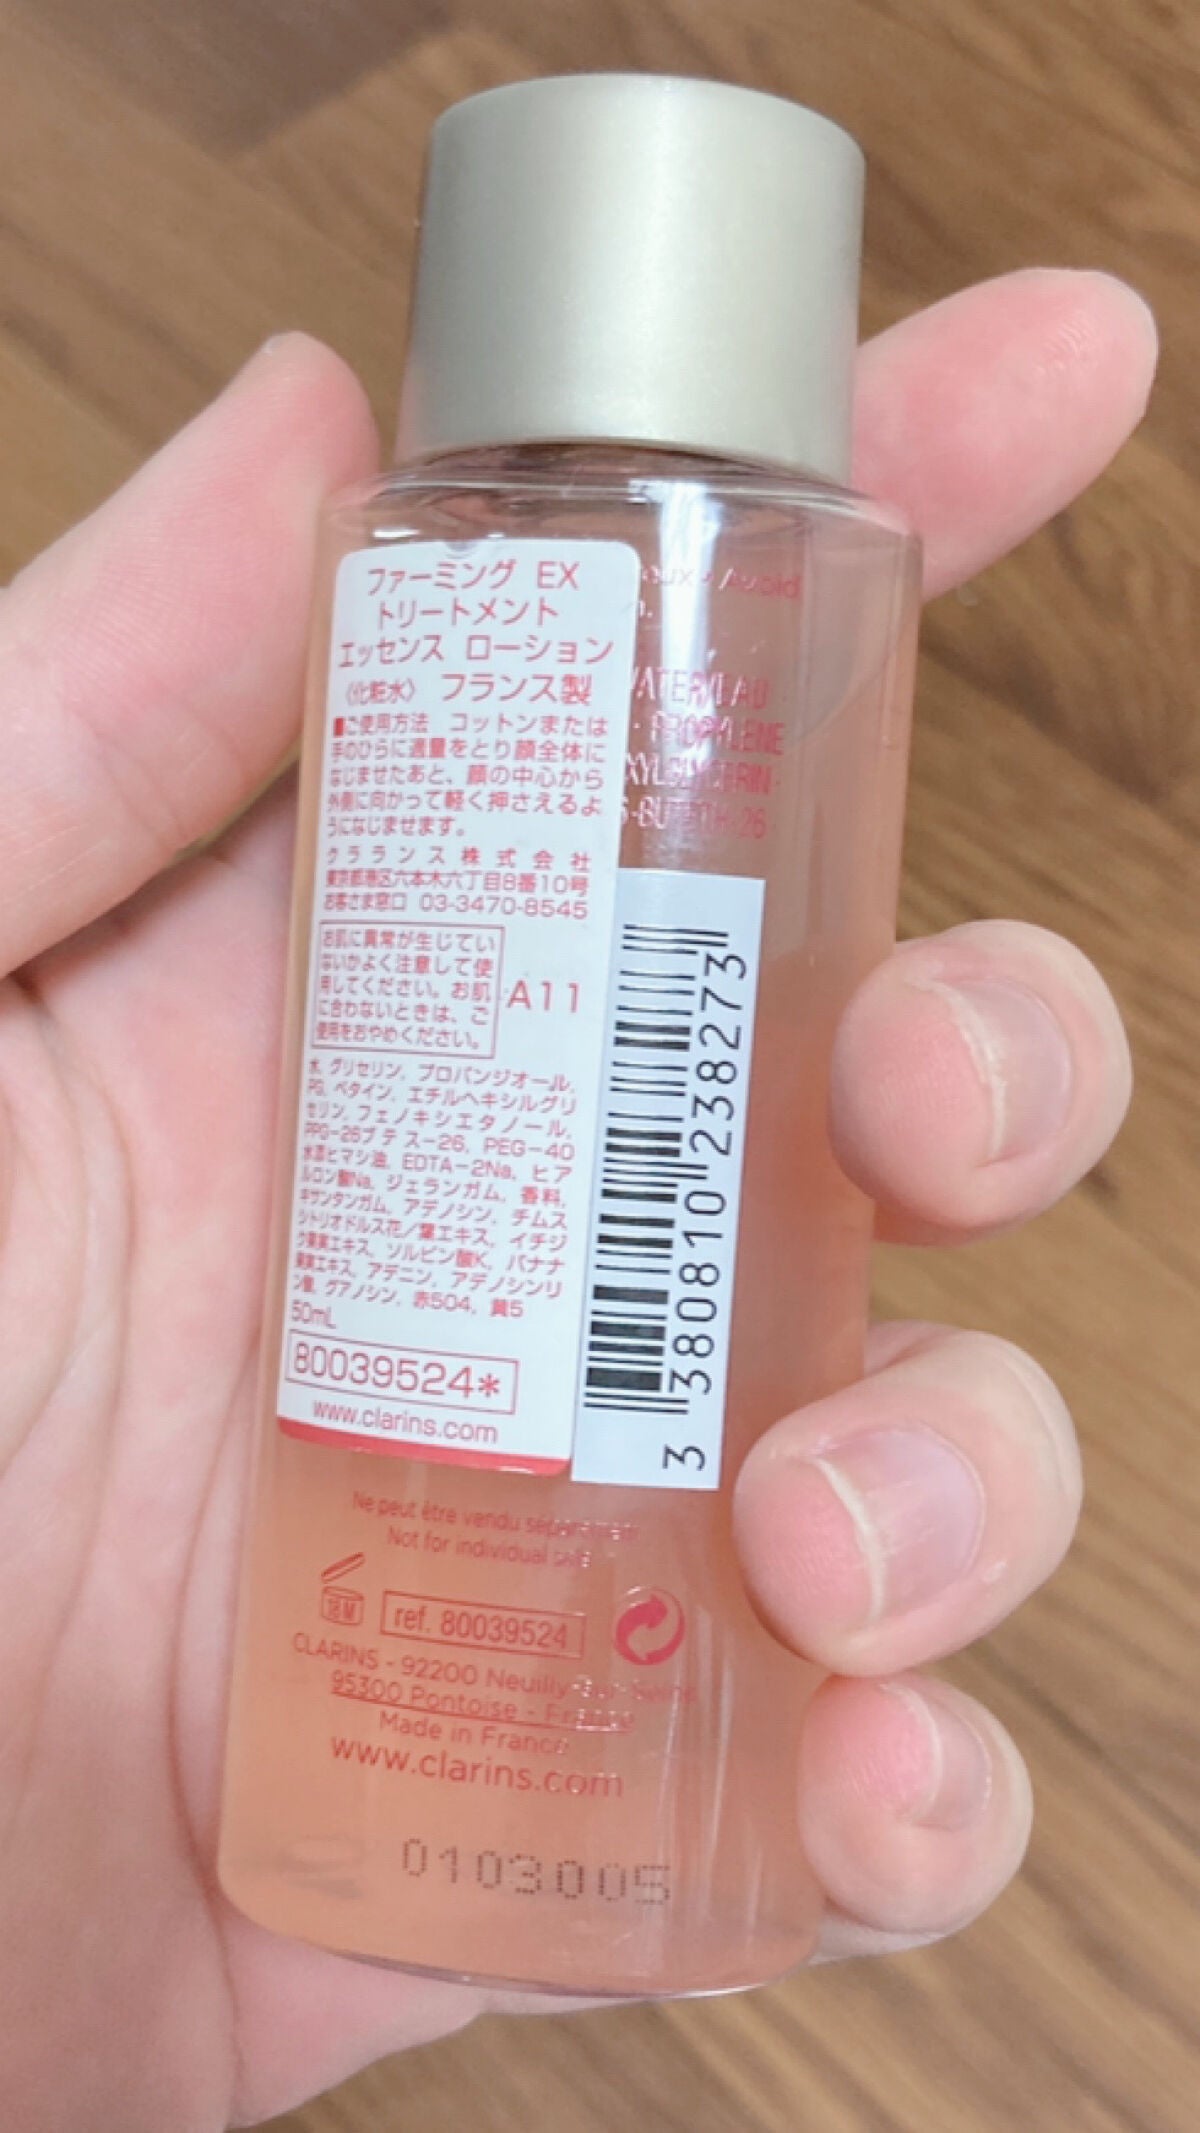 ファーミング EX
トリートメント
エッセンス ローション
〈化粧水〉 フランス製
■ご使用方法 コットンまたは
手のひらに適量をとり顔全体に
なじませたあと、顔の中心から
外側に向かって軽く押さえるよ
うになじませます。
クラランス株式会社
東京都港区六本木六丁目8番10号
お客さま窓口 03-3470-8545
お肌に異常が生じてい
ないかよく注意して使
用してください。お肌
に合わないときは、ご
使用をおやめください。
A11
水, グリセリン, プロパンジオール,
PG, ベタイン, エチルヘキシルグリ
セリン, フェノキシエタノール,
PPG-26ブテス-26, PEG-40
水添ヒマシ油, EDTA-2Na, ヒア
ルロン酸Na, ジェランガム, 香料,
キサンタンガム, アデノシン, チムス
シトリオドルス花/葉エキス, イチジ
ク果実エキス, ソルビン酸K, バナナ
果実エキス, アデニン, アデノシンリ
ン酸, グアノシン, 赤504, 黄5
50mL
80039524*
www.clarins.com
Avoid
PROPYLENE
3 380810 238273
Ne peut être vendu séparément
Not for individual sale
18M
ref. 80039524
CLARINS - 92200 Neuilly-sur-Seine
95300 Pontoise - France
Made in France
www.clarins.com
0103005